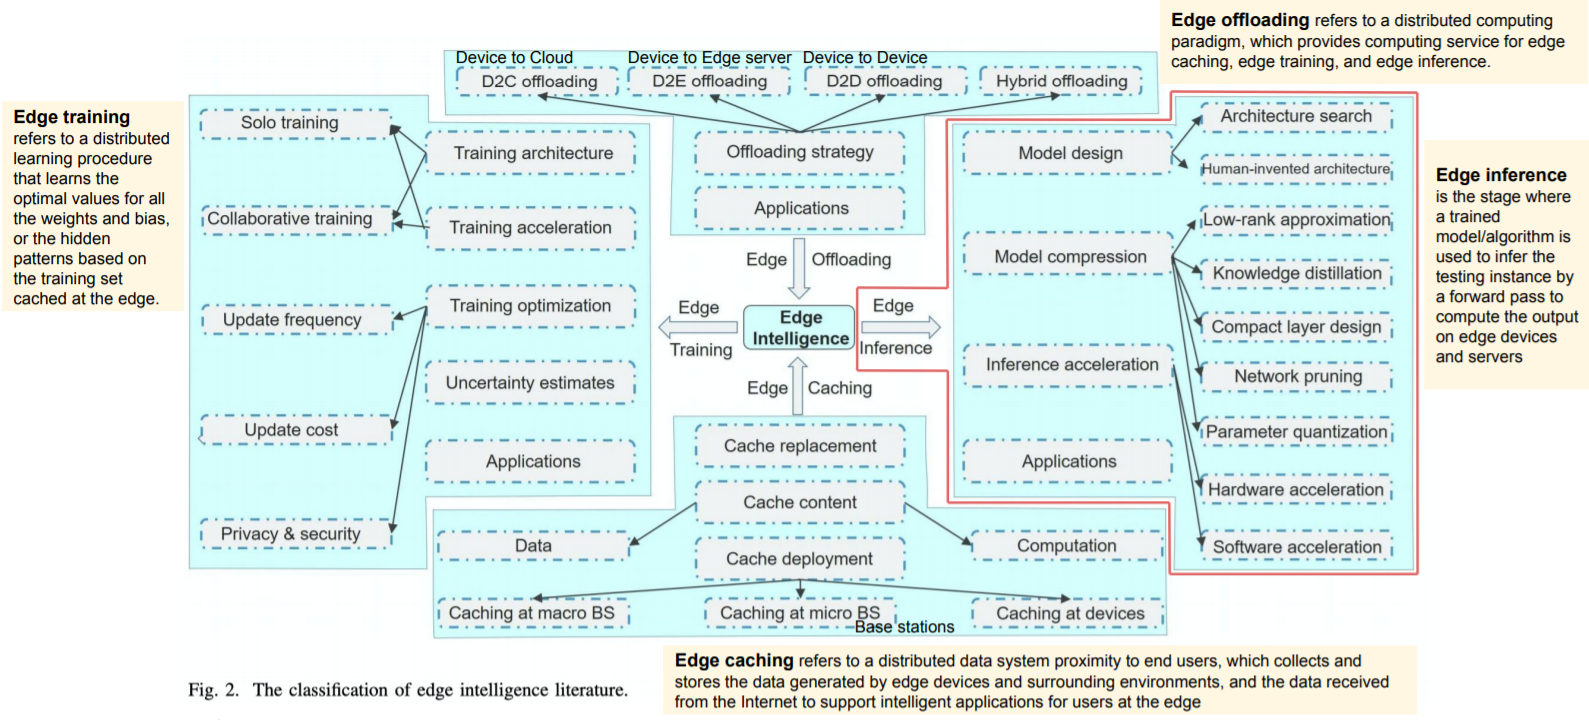 Edge offloading refers to a distributed computing
paradigm, which provides computing service for edge
caching, edge training, and edge inference.
Device to Cloud
Device to Edge server
Device to Device
D2C offloading
D2E offloading
D2D offloading
Hybrid offloading
Offloading strategy
Applications
Edge Offloading
Edge training
refers to a distributed
learning procedure
that learns the
optimal values for all
the weights and bias,
or the hidden
patterns based on
the training set
cached at the edge.
Solo training
Collaborative training
Update frequency
Update cost
Privacy & security
Training architecture
Training acceleration
Training optimization
Uncertainty estimates
Applications
Edge
Training
Edge
Intelligence
Edge
Inference
Model design
Model compression
Inference acceleration
Applications
Architecture search
Human-invented architecture
Low-rank approximation
Knowledge distillation
Compact layer design
Network pruning
Parameter quantization
Hardware acceleration
Software acceleration
Edge inference
is the stage where
a trained
model/algorithm is
used to infer the
testing instance by
a forward pass to
compute the output
on edge devices
and servers
Edge Caching
Cache replacement
Cache content
Data
Computation
Cache deployment
Caching at macro BS
Caching at micro BS
Caching at devices
Base stations
Edge caching refers to a distributed data system proximity to end users, which collects and
stores the data generated by edge devices and surrounding environments, and the data received
from the Internet to support intelligent applications for users at the edge
Fig. 2. The classification of edge intelligence literature.